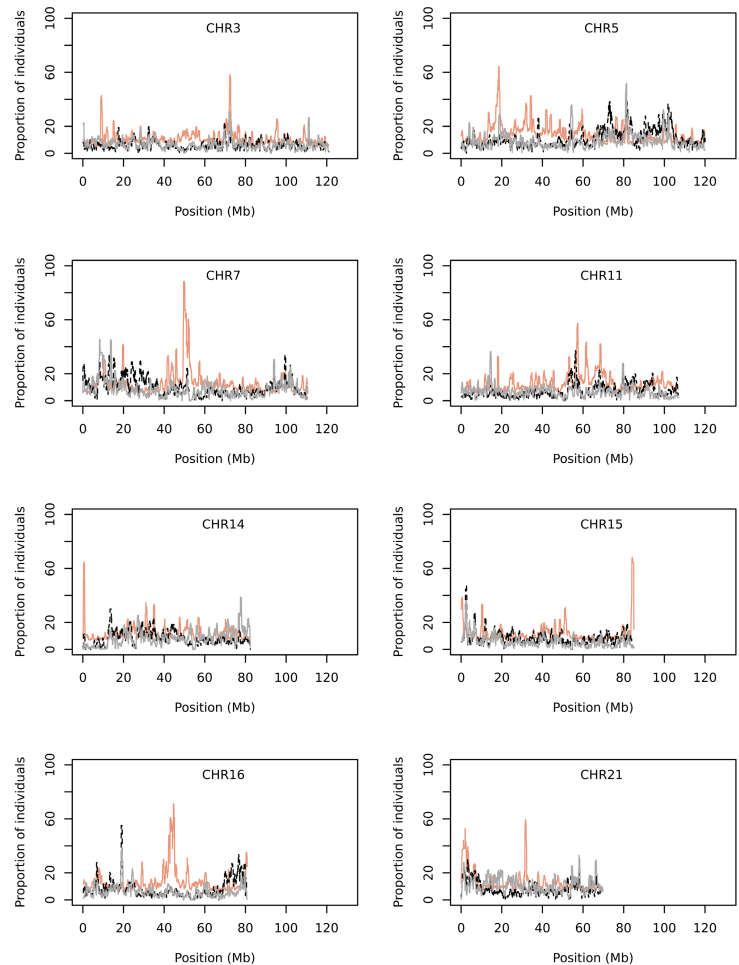 CHR3
Proportion of individuals
0 20 60 100
0 20 40 60 80 100 120
Position (Mb)
CHR5
Proportion of individuals
0 20 60 100
0 20 40 60 80 100 120
Position (Mb)
CHR7
Proportion of individuals
0 20 60 100
0 20 40 60 80 100 120
Position (Mb)
CHR11
Proportion of individuals
0 20 60 100
0 20 40 60 80 100 120
Position (Mb)
CHR14
Proportion of individuals
0 20 60 100
0 20 40 60 80 100 120
Position (Mb)
CHR15
Proportion of individuals
0 20 60 100
0 20 40 60 80 100 120
Position (Mb)
CHR16
Proportion of individuals
0 20 60 100
0 20 40 60 80 100 120
Position (Mb)
CHR21
Proportion of individuals
0 20 60 100
0 20 40 60 80 100 120
Position (Mb)